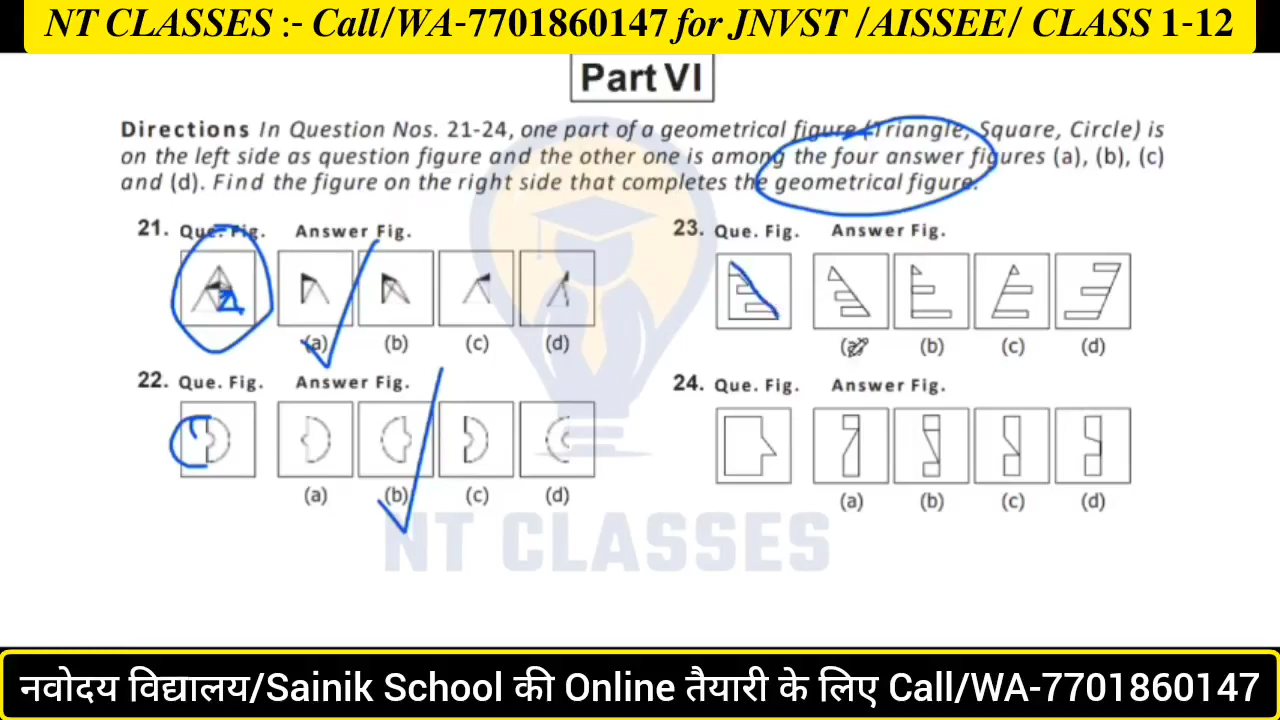 NT CLASSES :- Call/WA-7701860147 for JNVST /AISSEE/ CLASS 1-12
Part VI
Directions In Question Nos. 21-24, one part of a geometrical figure (Triangle, Square, Circle) is
on the left side as question figure and the other one is among the four answer figures (a), (b), (c)
and (d). Find the figure on the right side that completes the geometrical figure.
21. Que. Fig. Answer Fig.
(a) (b) (c) (d)
22. Que. Fig. Answer Fig.
(a) (b) (c) (d)
23. Que. Fig. Answer Fig.
(a) (b) (c) (d)
24. Que. Fig. Answer Fig.
(a) (b) (c) (d)
NT CLASSES
नवोदय विद्यालय/Sainik School की Online तैयारी के लिए Call/WA-7701860147